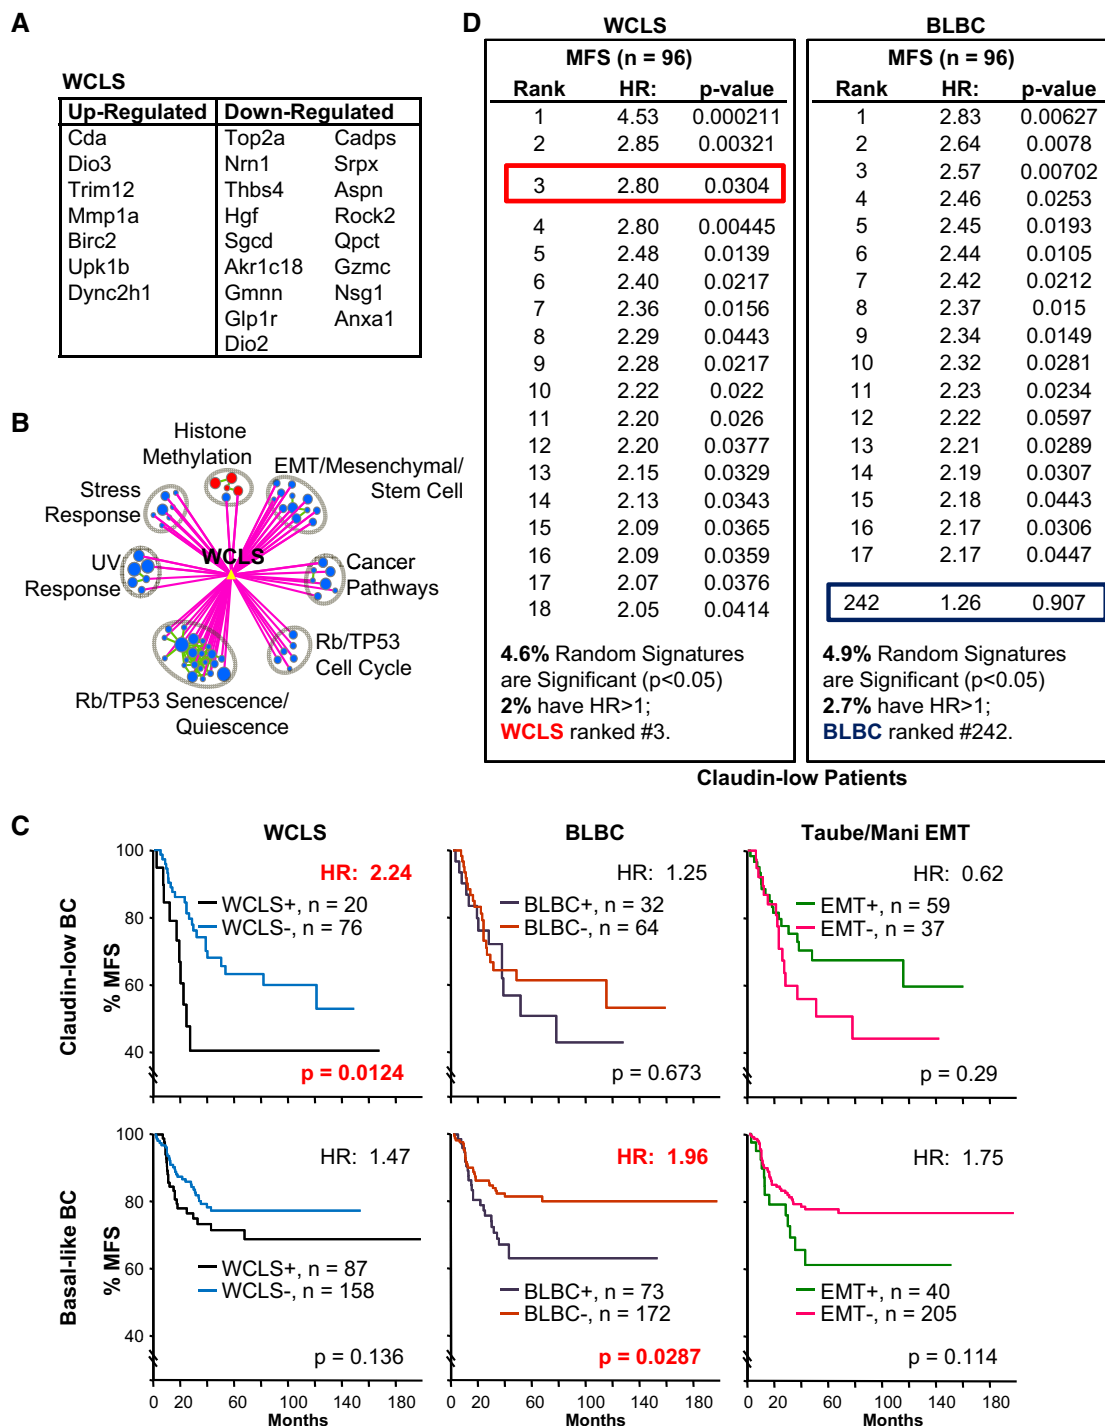 A
WCLS
Up-Regulated Down-Regulated
Cda Top2a Cadps
Dio3 Nrn1 Srpx
Trim12 Thbs4 Aspn
Mmp1a Hgf Rock2
Birc2 Sgcd Qpct
Upk1b Akr1c18 Gzmc
Dync2h1 Gmnn Nsg1
Glp1r Anxa1
Dio2
B
Histone
Methylation
EMT/Mesenchymal/
Stem Cell
Stress
Response
WCLS
UV
Response
Cancer
Pathways
Rb/TP53
Cell Cycle
Rb/TP53 Senescence/
Quiescence
D
WCLS
MFS (n = 96)
Rank HR: p-value
1 4.53 0.000211
2 2.85 0.00321
3 2.80 0.0304
4 2.80 0.00445
5 2.48 0.0139
6 2.40 0.0217
7 2.36 0.0156
8 2.29 0.0443
9 2.28 0.0217
10 2.22 0.022
11 2.20 0.026
12 2.20 0.0377
13 2.15 0.0329
14 2.13 0.0343
15 2.09 0.0365
16 2.09 0.0359
17 2.07 0.0376
18 2.05 0.0414
4.6% Random Signatures
are Significant (p<0.05)
2% have HR>1;
WCLS ranked #3.
BLBC
MFS (n = 96)
Rank HR: p-value
1 2.83 0.00627
2 2.64 0.0078
3 2.57 0.00702
4 2.46 0.0253
5 2.45 0.0193
6 2.44 0.0105
7 2.42 0.0212
8 2.37 0.015
9 2.34 0.0149
10 2.32 0.0281
11 2.23 0.0234
12 2.22 0.0597
13 2.21 0.0289
14 2.19 0.0307
15 2.18 0.0443
16 2.17 0.0306
17 2.17 0.0447
242 1.26 0.907
4.9% Random Signatures
are Significant (p<0.05)
2.7% have HR>1;
BLBC ranked #242.
Claudin-low Patients
C
Claudin-low BC
WCLS
% MFS
100
80
60
40
HR: 2.24
WCLS+, n = 20
WCLS-, n = 76
p = 0.0124
0 20 60 100 140 180
BLBC
HR: 1.25
BLBC+, n = 32
BLBC-, n = 64
p = 0.673
0 20 60 100 140 180
Taube/Mani EMT
HR: 0.62
EMT+, n = 59
EMT-, n = 37
p = 0.29
0 20 60 100 140 180
Basal-like BC
% MFS
100
80
60
40
HR: 1.47
WCLS+, n = 87
WCLS-, n = 158
p = 0.136
0 20 60 100 140 180
Months
HR: 1.96
BLBC+, n = 73
BLBC-, n = 172
p = 0.0287
0 20 60 100 140 180
Months
HR: 1.75
EMT+, n = 40
EMT-, n = 205
p = 0.114
0 20 60 100 140 180
Months